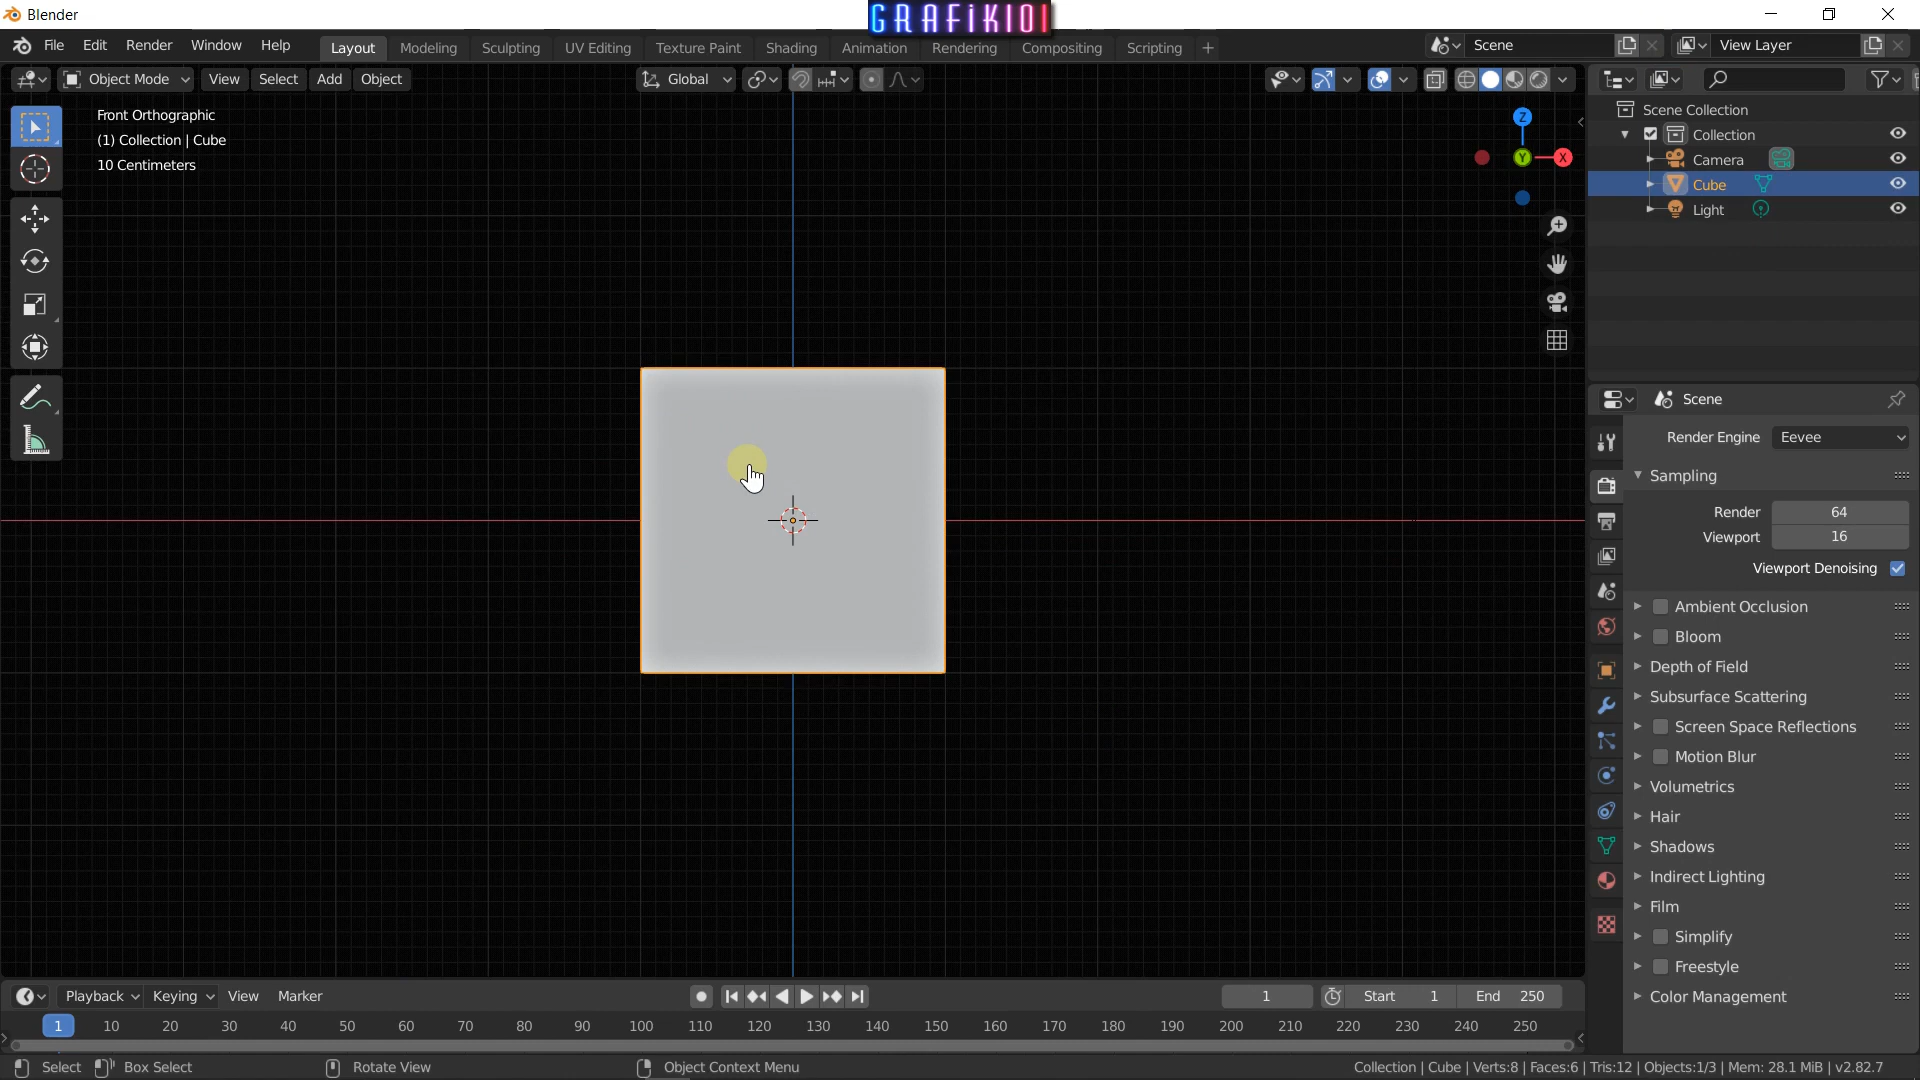 Blender
GRAFiK101
File Edit Render Window Help
Layout Modeling Sculpting UV Editing Texture Paint Shading Animation Rendering Compositing Scripting +
Scene
View Layer
Object Mode View Select Add Object
Global
Front Orthographic
(1) Collection | Cube
10 Centimeters
Z
Y
X
Scene Collection
Collection
Camera
Cube
Light
Scene
Render Engine Eevee
Sampling
Render 64
Viewport 16
Viewport Denoising
Ambient Occlusion
Bloom
Depth of Field
Subsurface Scattering
Screen Space Reflections
Motion Blur
Volumetrics
Hair
Shadows
Indirect Lighting
Film
Simplify
Freestyle
Color Management
Playback Keying View Marker
1
Start 1 End 250
1 10 20 30 40 50 60 70 80 90 100 110 120 130 140 150 160 170 180 190 200 210 220 230 240 250
Select Box Select Rotate View Object Context Menu
Collection | Cube | Verts:8 | Faces:6 | Tris:12 | Objects:1/3 | Mem: 28.1 MiB | v2.82.7